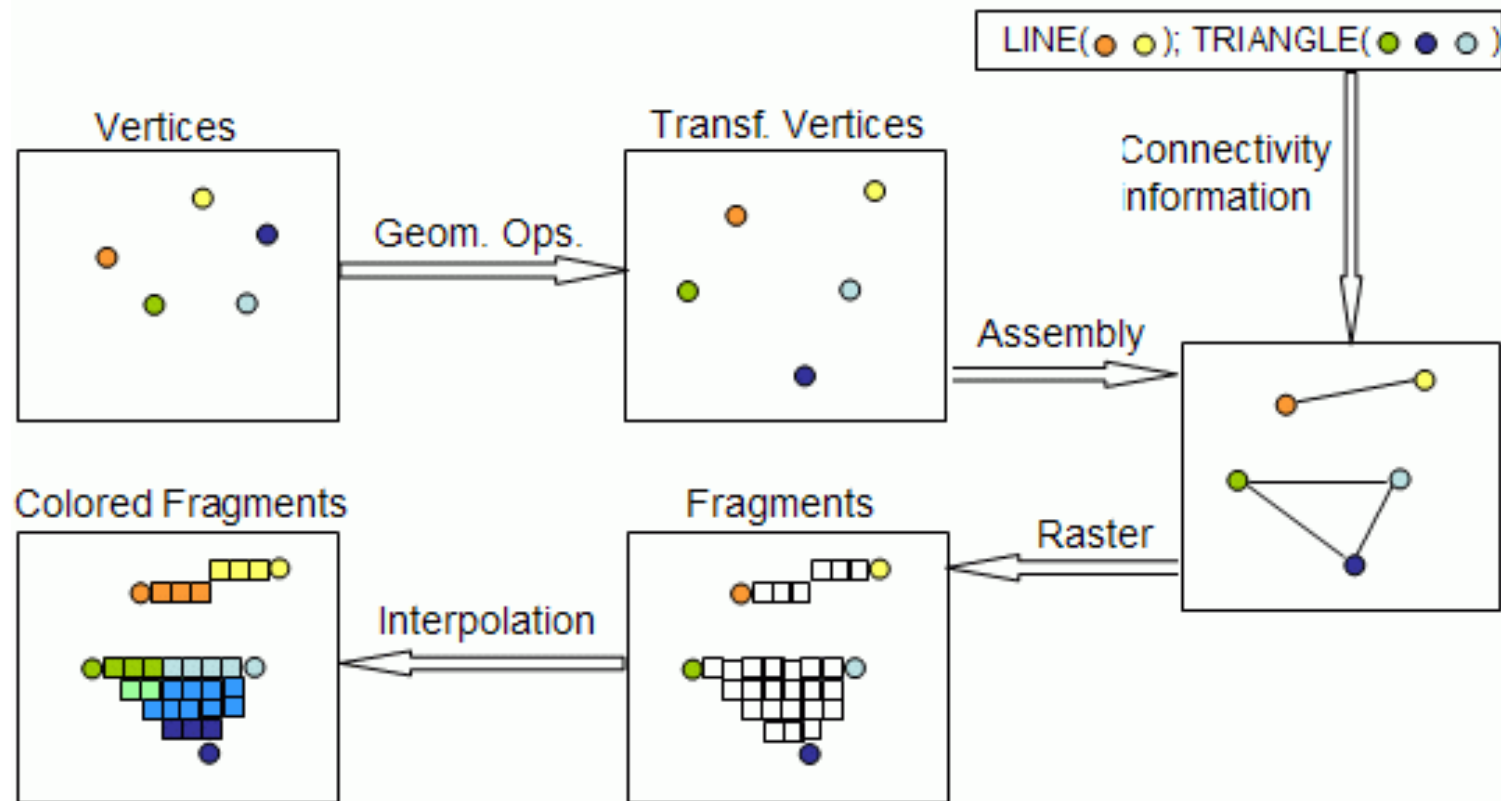 LINE( ); TRIANGLE( )
Vertices
Transf. Vertices
Connectivity
information
Geom. Ops.
Assembly
Colored Fragments
Fragments
Raster
Interpolation